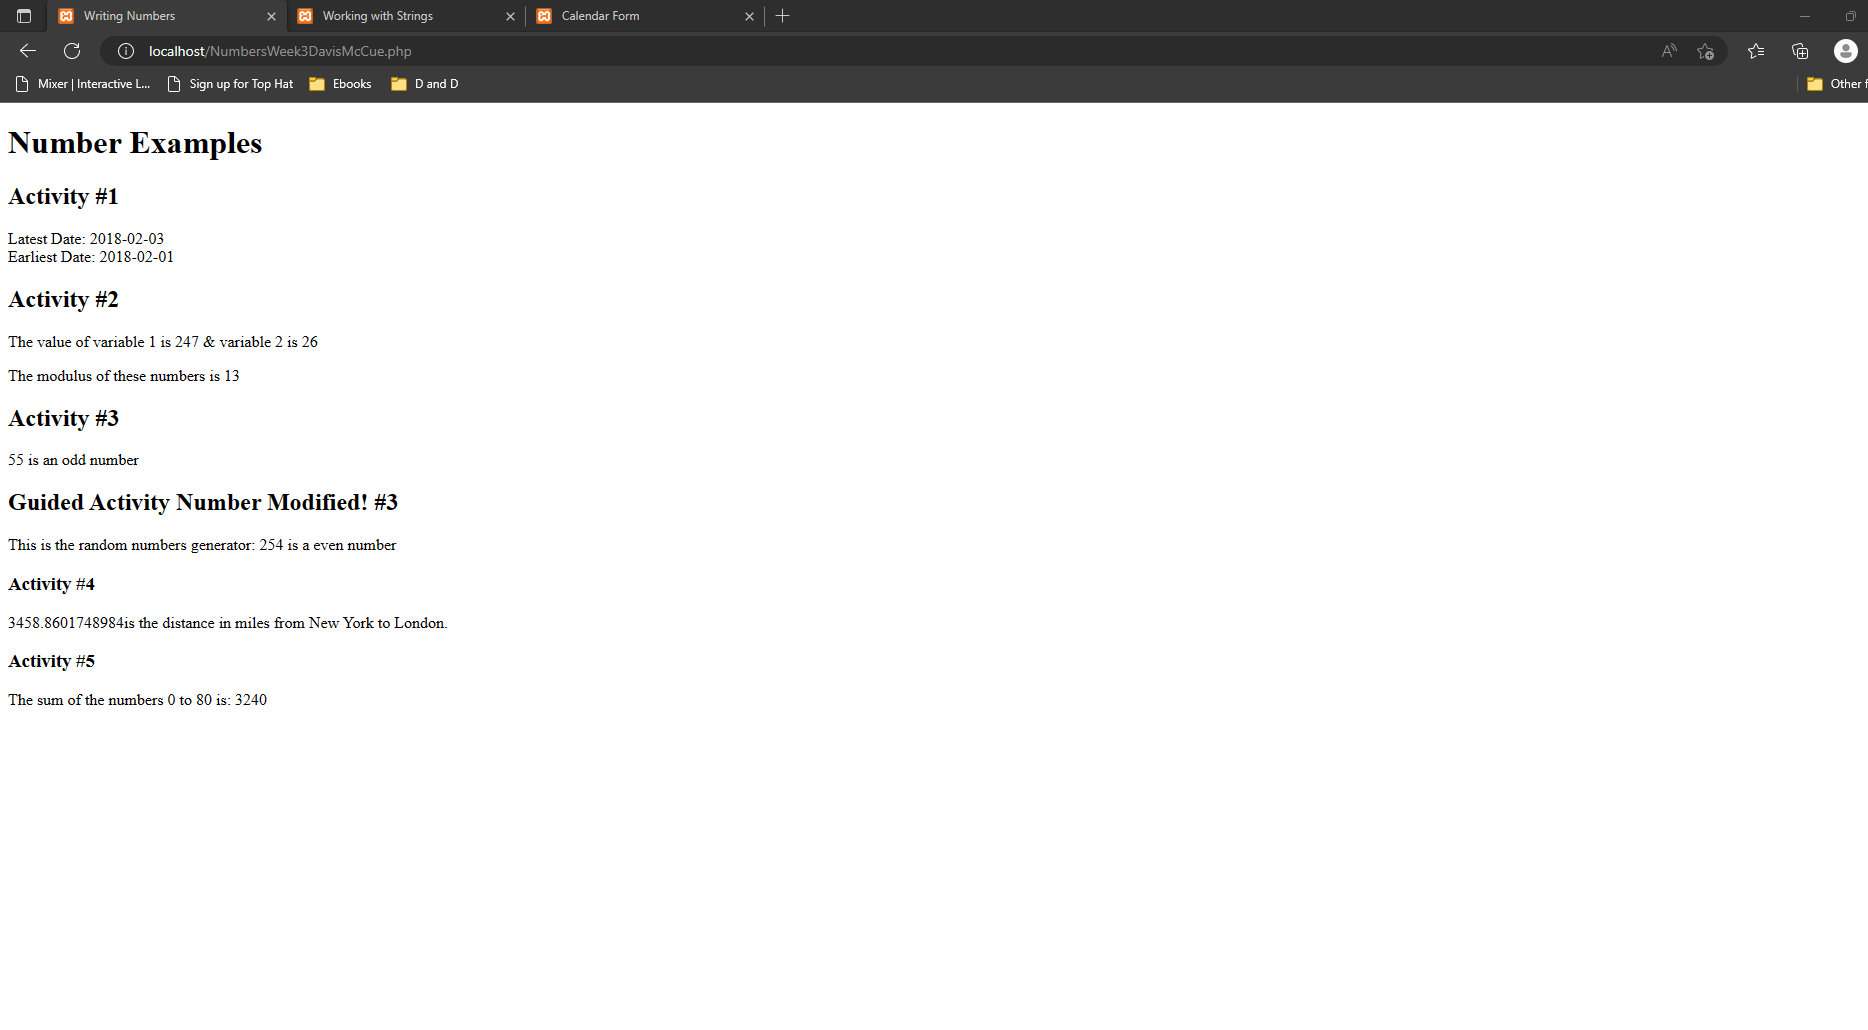 Writing Numbers
Working with Strings
Calendar Form
localhost/NumbersWeek3DavisMcCue.php
Mixer | Interactive L...
Sign up for Top Hat
Ebooks
D and D
Other f
Number Examples
Activity #1
Latest Date: 2018-02-03
Earliest Date: 2018-02-01
Activity #2
The value of variable 1 is 247 & variable 2 is 26
The modulus of these numbers is 13
Activity #3
55 is an odd number
Guided Activity Number Modified! #3
This is the random numbers generator: 254 is a even number
Activity #4
3458.8601748984is the distance in miles from New York to London.
Activity #5
The sum of the numbers 0 to 80 is: 3240